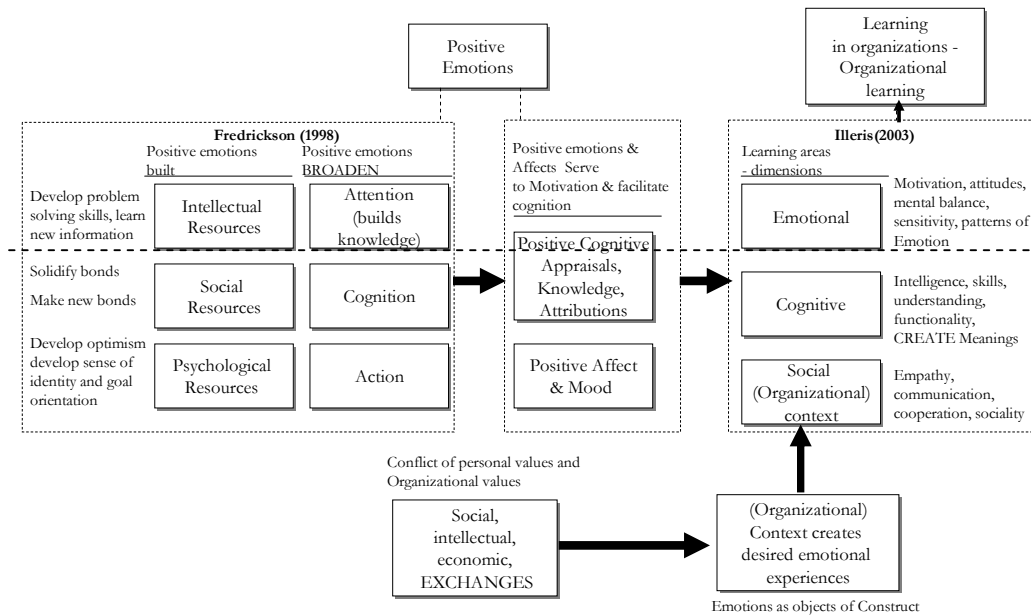 Positive
Emotions
Learning
in organizations -
Organizational
learning
Fredrickson (1998)
Positive emotions
built
Positive emotions
BROADEN
Develop problem
solving skills, learn
new information
Intellectual
Resources
Attention
(builds
knowledge)
Solidify bonds
Make new bonds
Social
Resources
Cognition
Develop optimism
develop sense of
identity and goal
orientation
Psychological
Resources
Action
Positive emotions &
Affects Serve
to Motivation & facilitate
cognition
Positive Cognitive
Appraisals,
Knowledge,
Attributions
Positive Affect
& Mood
Illeris(2003)
Learning areas
- dimensions
Emotional
Motivation, attitudes,
mental balance,
sensitivity, patterns of
Emotion
Cognitive
Intelligence, skills,
understanding,
functionality,
CREATE Meanings
Social
(Organizational)
context
Empathy,
communication,
cooperation, sociality
Conflict of personal values and
Organizational values
Social,
intellectual,
economic,
EXCHANGES
(Organizational)
Context creates
desired emotional
experiences
Emotions as objects of Construct